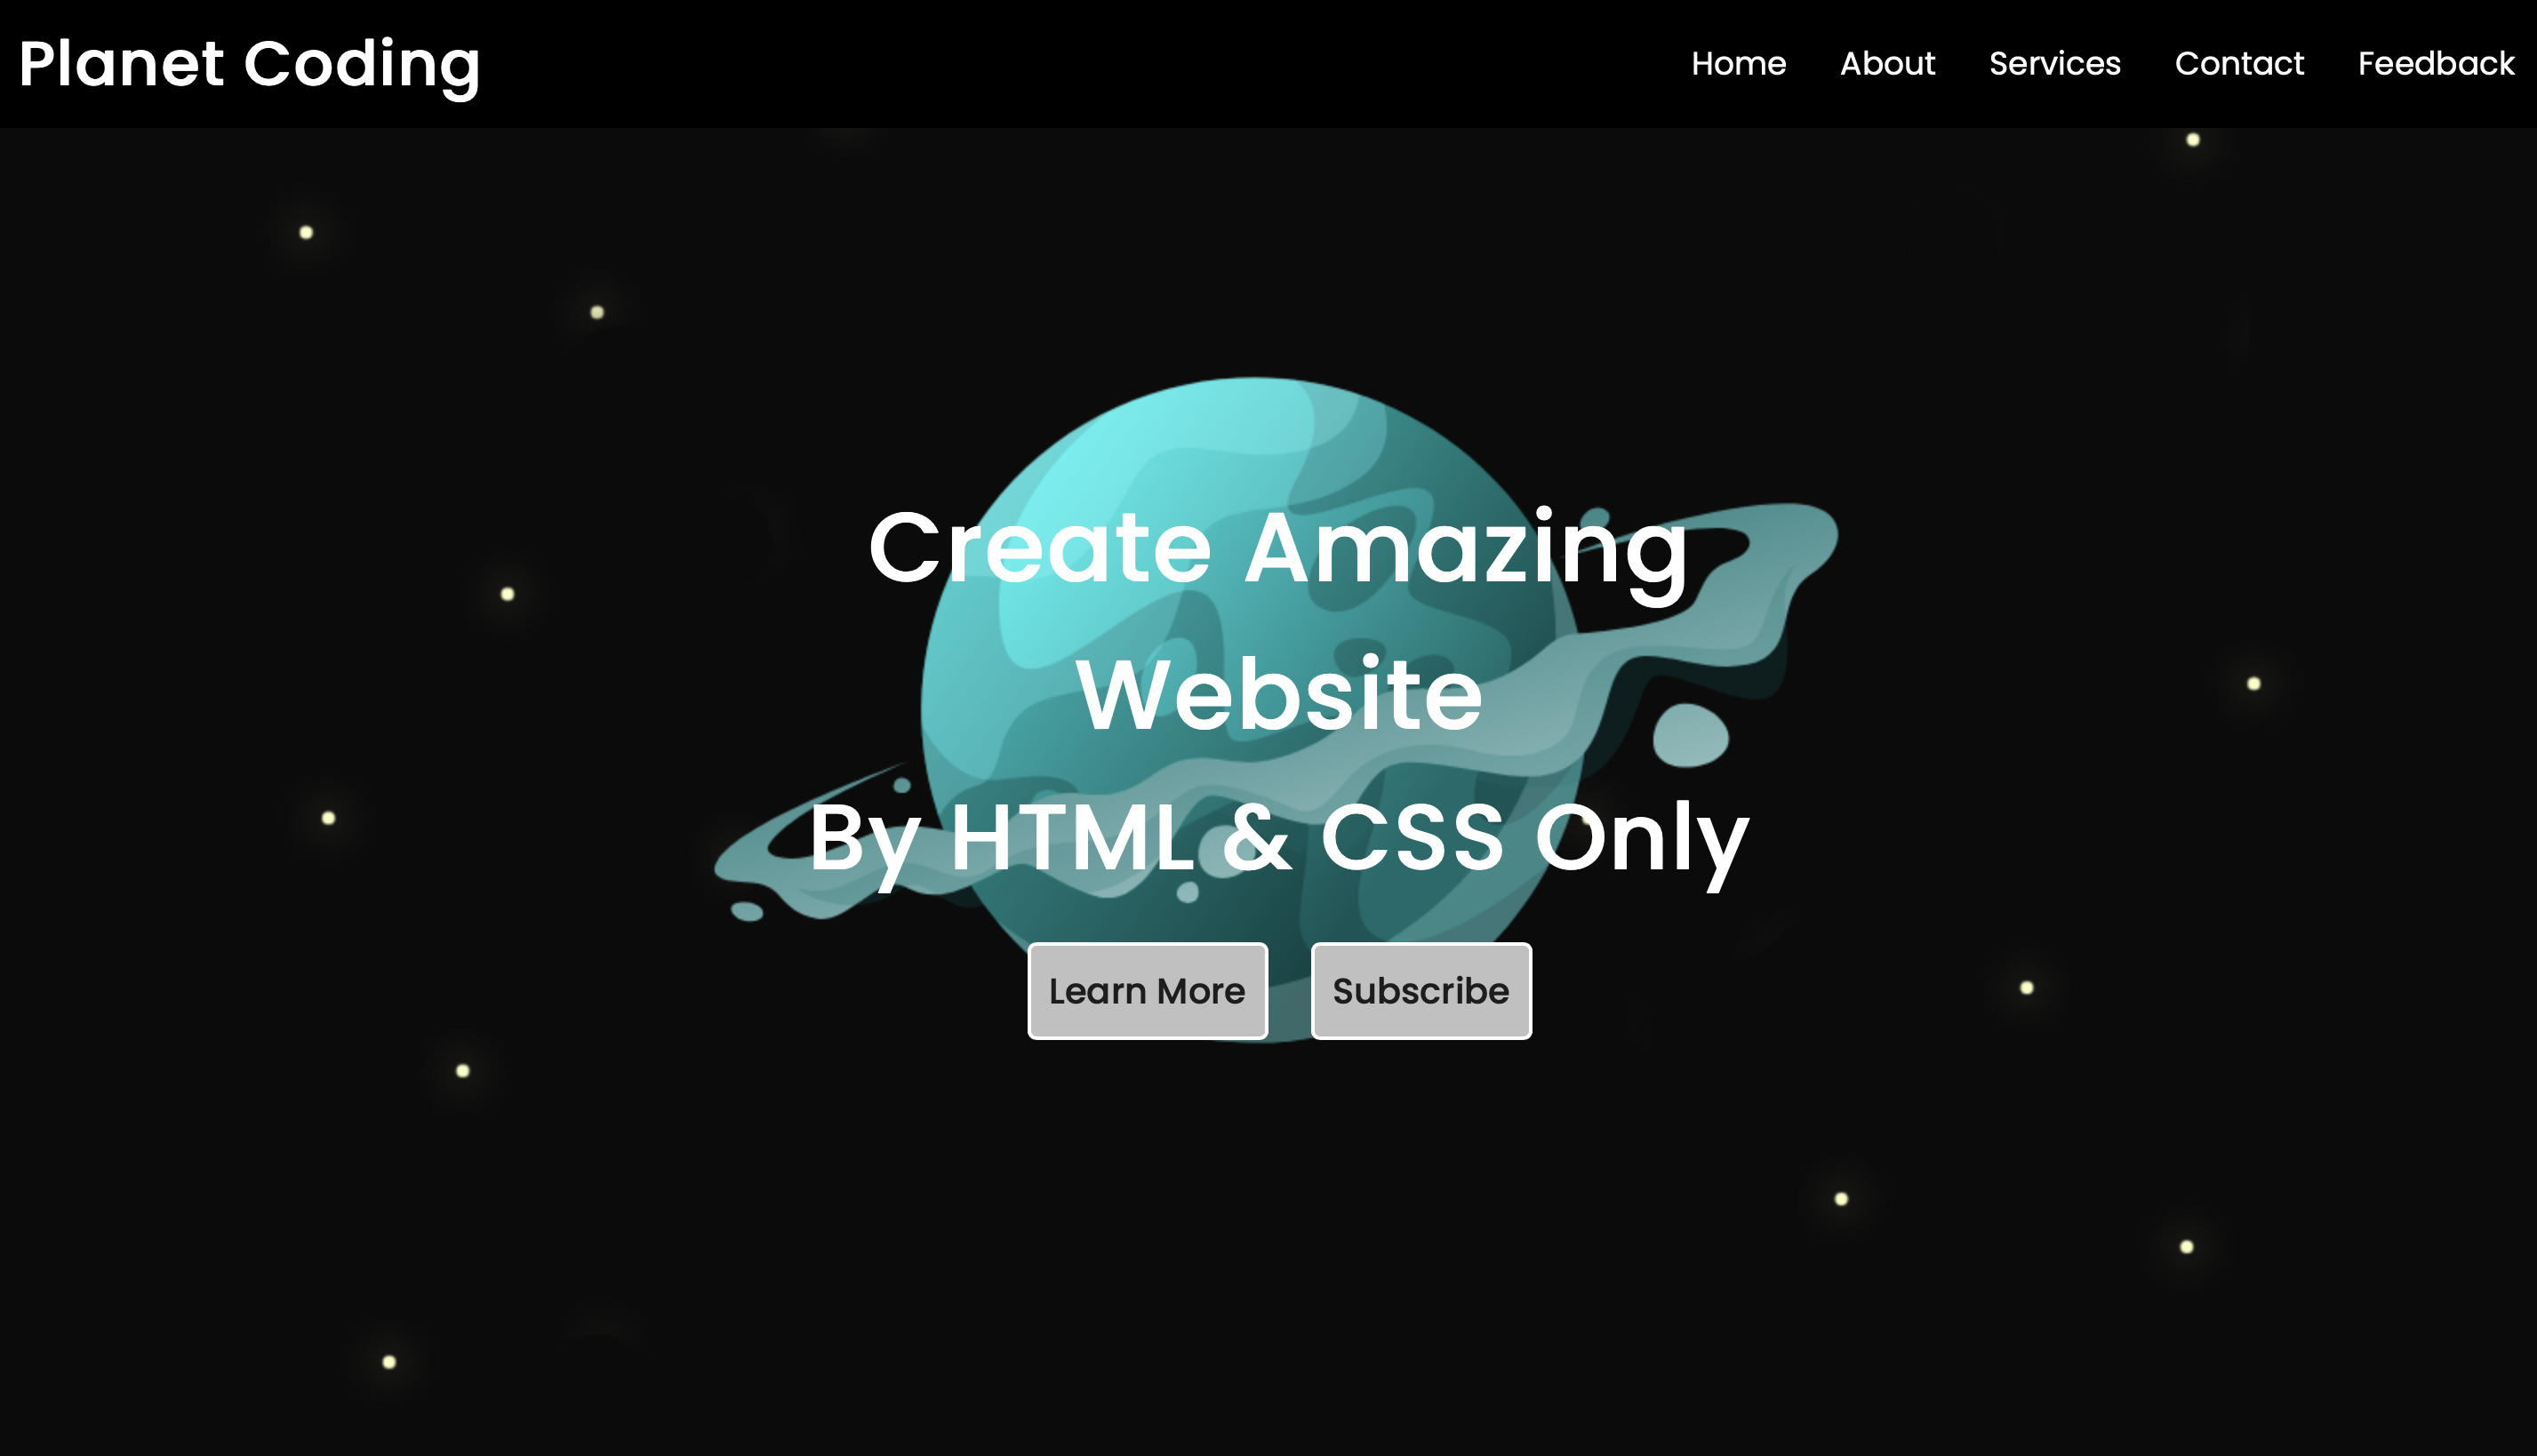 Planet Coding
Home About Services Contact Feedback
Create Amazing
Website
By HTML & CSS Only
Learn More Subscribe